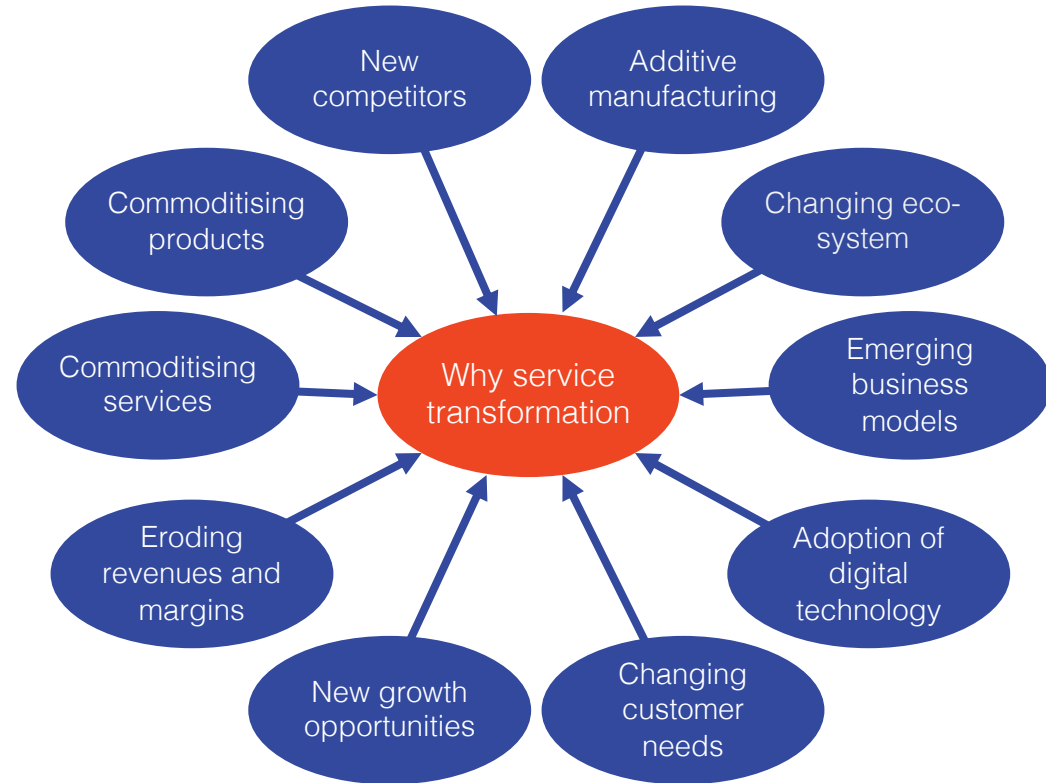 New
competitors
Additive
manufacturing
Commoditising
products
Changing eco-
system
Commoditising
services
Why service
transformation
Emerging
business
models
Eroding
revenues and
margins
Adoption of
digital
technology
New growth
opportunities
Changing
customer
needs